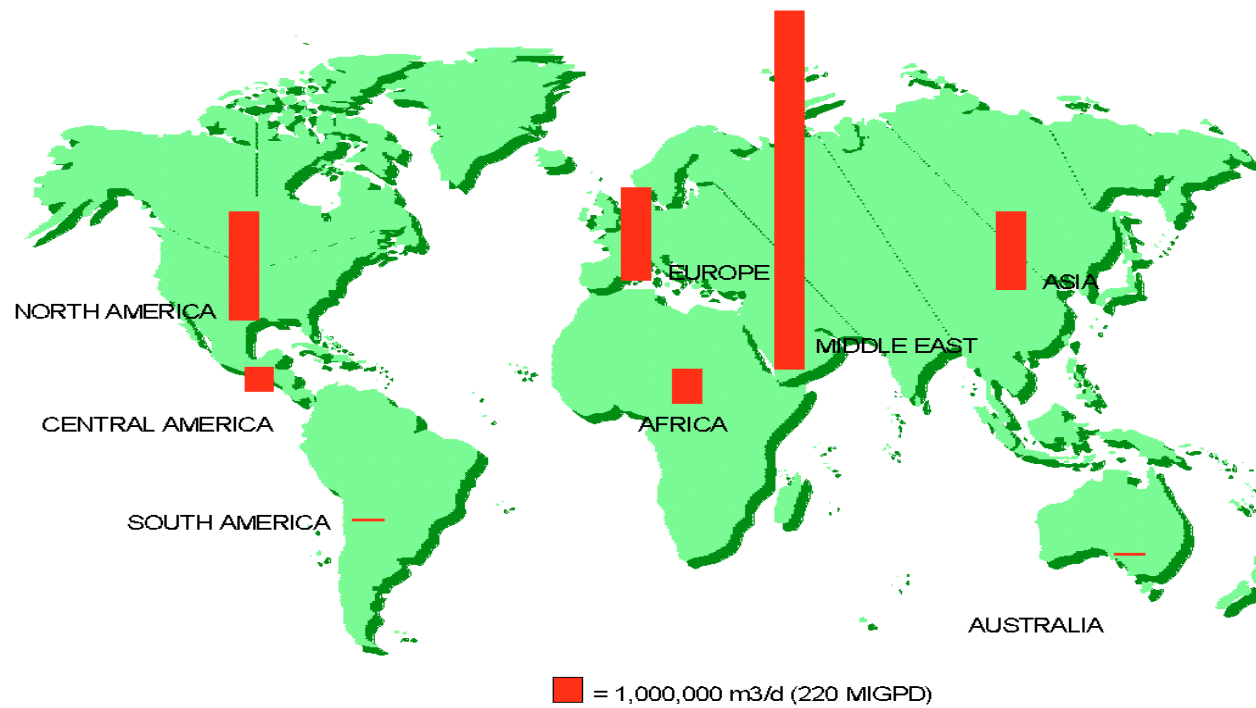 EUROPE
ASIA
NORTH AMERICA
MIDDLE EAST
CENTRAL AMERICA
AFRICA
SOUTH AMERICA
AUSTRALIA
= 1,000,000 m3/d (220 MIGPD)